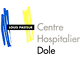 LOUIS PASTEUR
Centre
Hospitalier
Dole